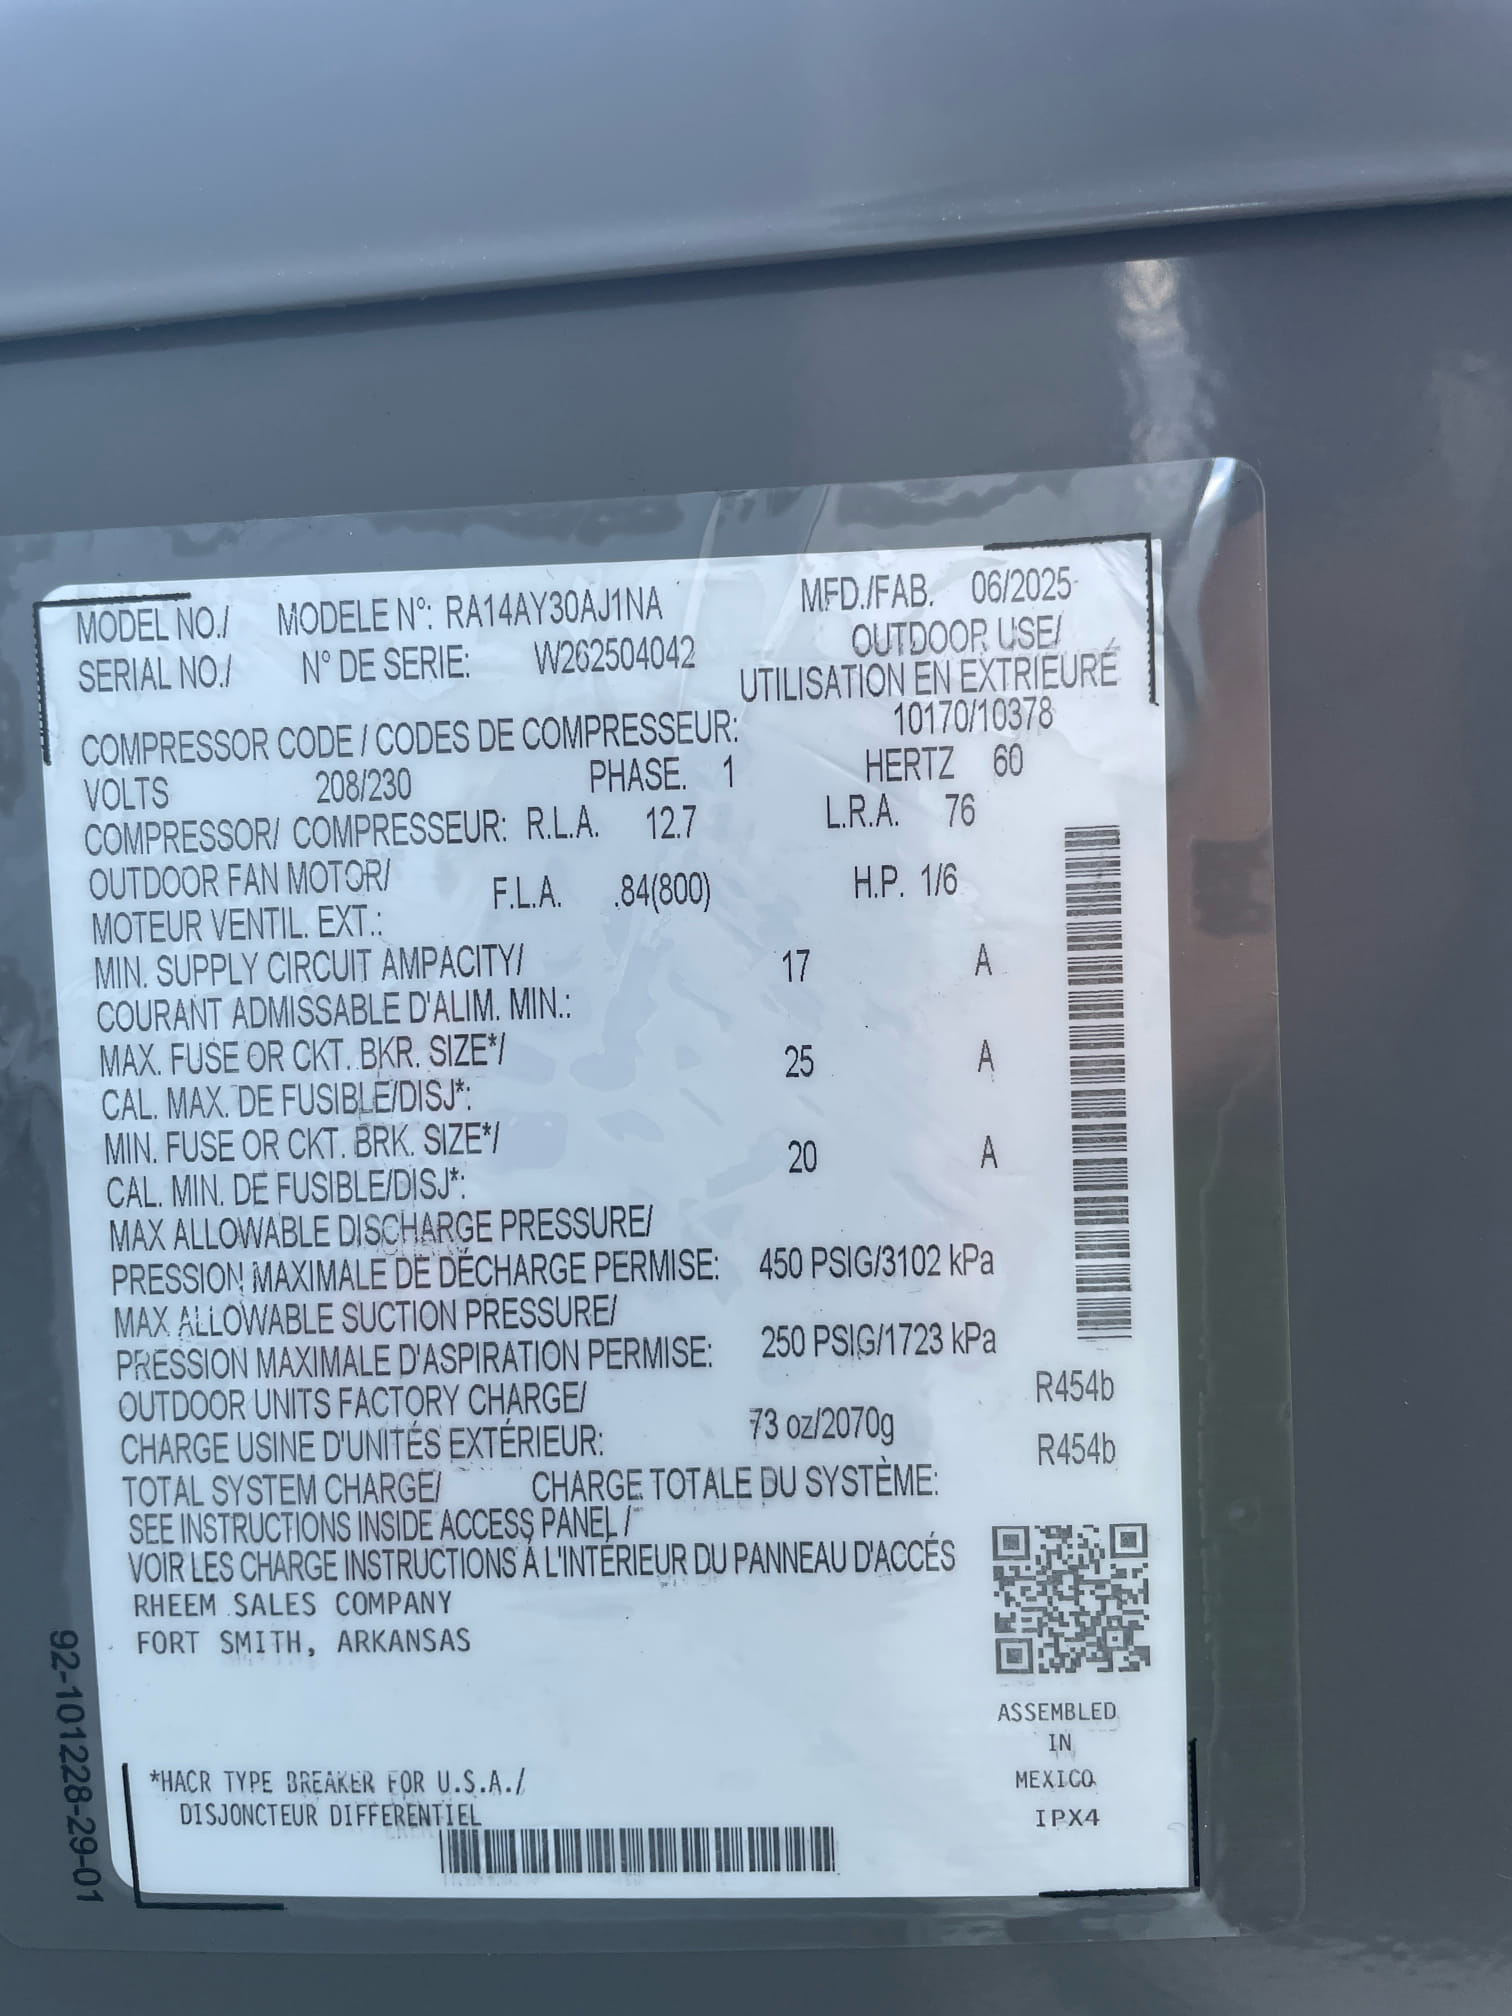 MODEL NO./ MODELE N°: RA14AY30AJ1NA MFD./FAB. 06/2025
SERIAL NO./ N° DE SERIE: W262504042 OUTDOOR USE/
UTILISATION EN EXTRIEURÉ
COMPRESSOR CODE / CODES DE COMPRESSEUR: 10170/10378
VOLTS 208/230 PHASE. 1 HERTZ 60
COMPRESSOR/ COMPRESSEUR: R.L.A. 12.7 L.R.A. 76
OUTDOOR FAN MOTOR/ F.L.A. .84(800) H.P. 1/6
MOTEUR VENTIL. EXT.:
MIN. SUPPLY CIRCUIT AMPACITY/ 17 A
COURANT ADMISSABLE D'ALIM. MIN.:
MAX. FUSE OR CKT. BKR. SIZE*/ 25 A
CAL. MAX. DE FUSIBLE/DISJ*:
MIN. FUSE OR CKT. BRK. SIZE*/ 20 A
CAL. MIN. DE FUSIBLE/DISJ*:
MAX ALLOWABLE DISCHARGE PRESSURE/
PRESSION MAXIMALE DE DÉCHARGE PERMISE: 450 PSIG/3102 kPa
MAX ALLOWABLE SUCTION PRESSURE/
PRESSION MAXIMALE D'ASPIRATION PERMISE: 250 PSIG/1723 kPa
OUTDOOR UNITS FACTORY CHARGE/ R454b
CHARGE USINE D'UNITÉS EXTÉRIEUR: 73 oz/2070g R454b
TOTAL SYSTEM CHARGE/ CHARGE TOTALE DU SYSTÈME:
SEE INSTRUCTIONS INSIDE ACCESS PANEL /
VOIR LES CHARGE INSTRUCTIONS À L'INTÉRIEUR DU PANNEAU D'ACCÉS
RHEEM SALES COMPANY
FORT SMITH, ARKANSAS
ASSEMBLED
IN
MEXICO
IPX4
*HACR TYPE BREAKER FOR U.S.A./
DISJONCTEUR DIFFERENTIEL
92-101228-29-01